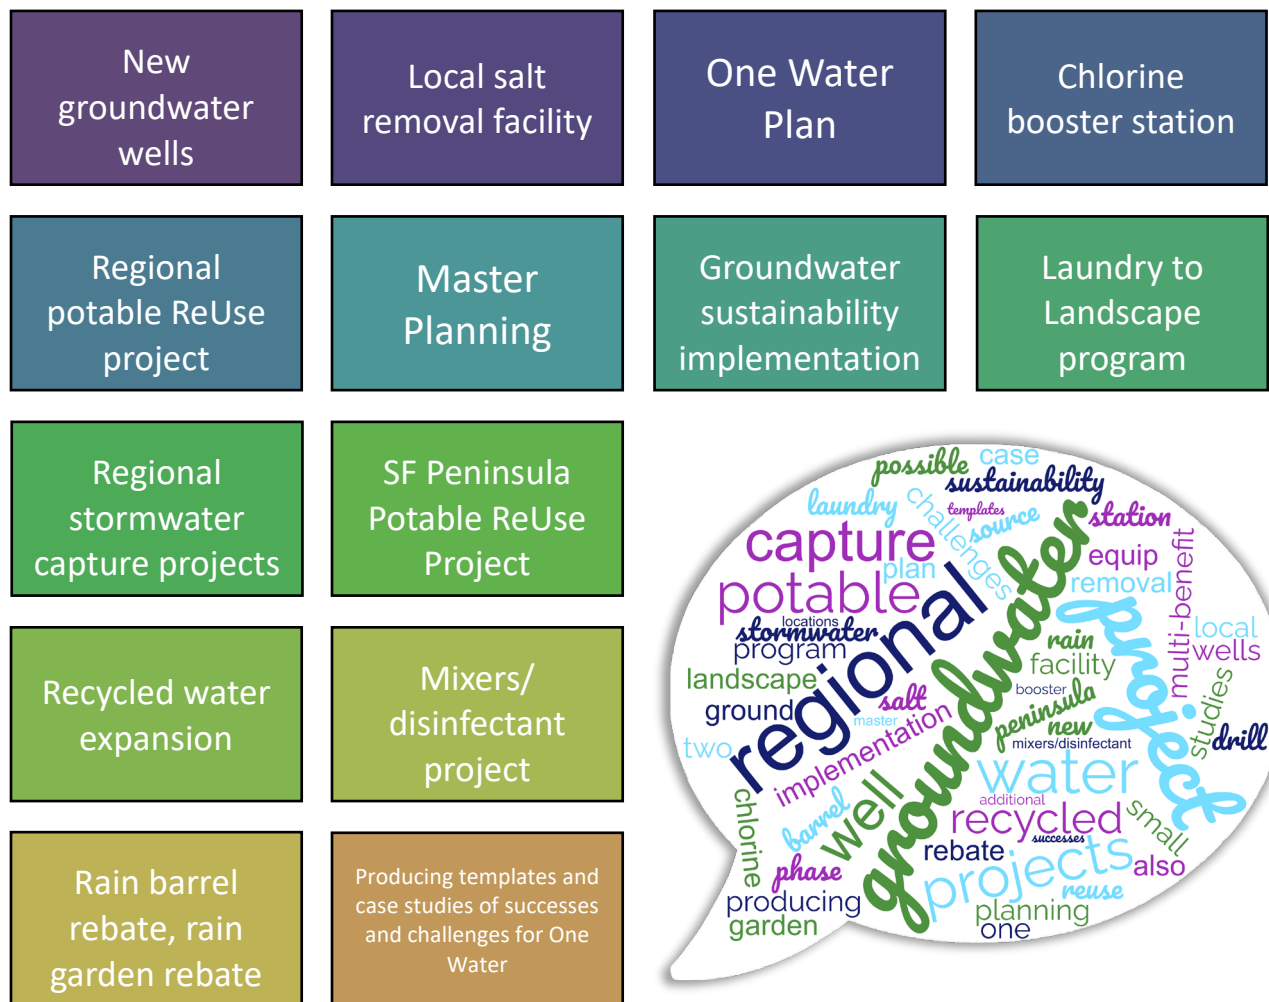 New
groundwater
wells
Local salt
removal facility
One Water
Plan
Chlorine
booster station
Regional
potable ReUse
project
Master
Planning
Groundwater
sustainability
implementation
Laundry to
Landscape
program
Regional
stormwater
capture projects
SF Peninsula
Potable ReUse
Project
Recycled water
expansion
Mixers/
disinfectant
project
Rain barrel
rebate, rain
garden rebate
Producing templates and
case studies of successes
and challenges for One
Water
possible
case
sustainability
laundry
templates
challenges
source
station
capture
plan
equip
potable
removal
multi-benefit
regional
groundwater
project
locations
stormwater
program
rain
local
wells
landscape
facility
salt
booster
ground
master
peninsula
new
studies
two
implementation
mixers/disinfectant
drill
water
well
chlorine
barrel
additional
recycled
small
successes
rebate
projects
also
phase
reuse
producing
planning
garden
one